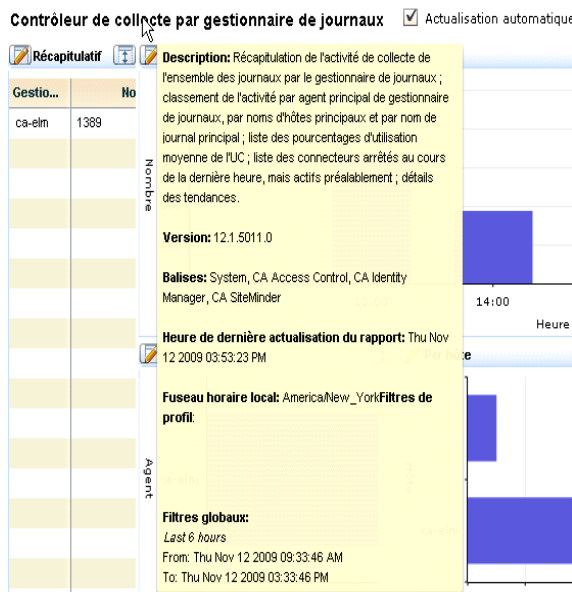 Contrôleur de collecte par gestionnaire de journaux
Actualisation automatique
Récapitulatif
Gestio...
No
ca-elm
1389
Nombre
Description: Récapitulation de l'activité de collecte de
l'ensemble des journaux par le gestionnaire de journaux ;
classement de l'activité par agent principal de gestionnaire
de journaux, par noms d'hôtes principaux et par nom de
journal principal ; liste des pourcentages d'utilisation
moyenne de l'UC ; liste des connecteurs arrêtés au cours
de la dernière heure, mais actifs préalablement ; détails
des tendances.
Version: 12.1.5011.0
Balises: System, CA Access Control, CA Identity
Manager, CA SiteMinder
Heure de dernière actualisation du rapport: Thu Nov
12 2009 03:53:23 PM
Fuseau horaire local: America/New_YorkFiltres de
profil:
Filtres globaux:
Last 6 hours
From: Thu Nov 12 2009 09:33:46 AM
To: Thu Nov 12 2009 03:33:46 PM
14:00
Heure
Par hôte
Agent
ca-elm
ca-elm